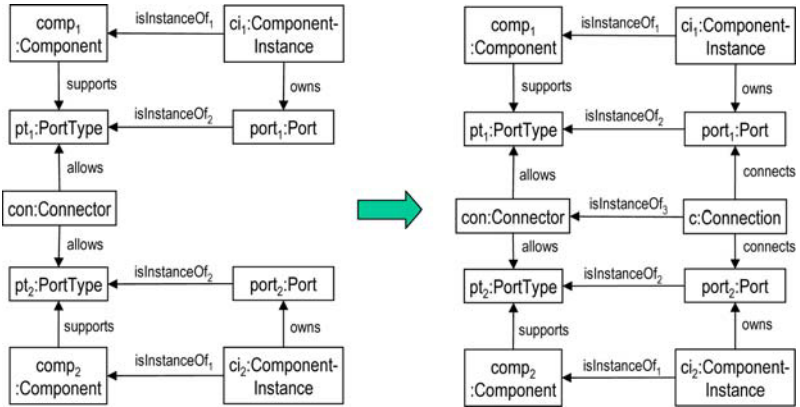 comp₁
:Component
isInstanceOf₁
ci₁:Component-
Instance
supports
owns
pt₁:PortType
isInstanceOf₂
port₁:Port
allows
con:Connector
allows
pt₂:PortType
isInstanceOf₂
port₂:Port
supports
owns
comp₂
:Component
isInstanceOf₁
ci₂:Component-
Instance
comp₁
:Component
isInstanceOf₁
ci₁:Component-
Instance
supports
owns
pt₁:PortType
isInstanceOf₂
port₁:Port
allows
connects
con:Connector
isInstanceOf₃
c:Connection
allows
connects
pt₂:PortType
isInstanceOf₂
port₂:Port
supports
owns
comp₂
:Component
isInstanceOf₁
ci₂:Component-
Instance